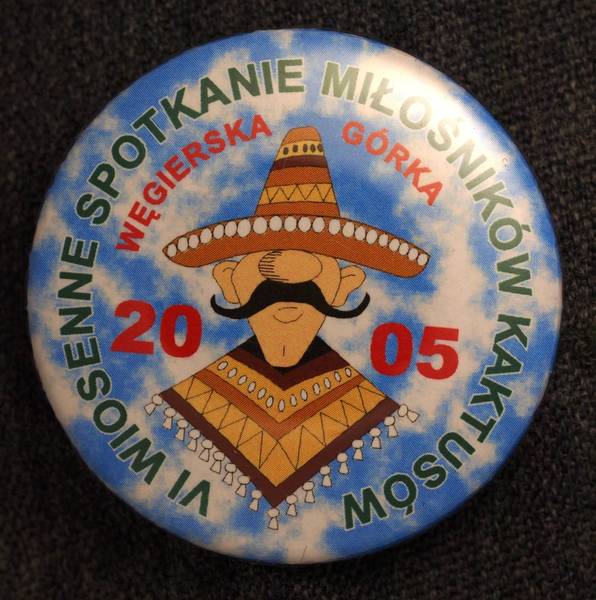 VI WIOSENNE SPOTKANIE MIŁOŚNIKÓW KAKTUSÓW
WĘGIERSKA GÓRKA
20 05